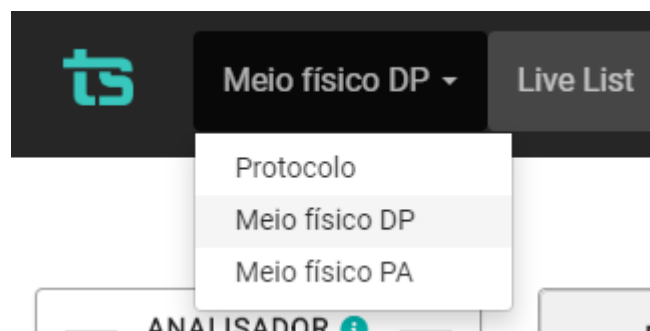 ts
Meio físico DP
Live List
Protocolo
Meio físico DP
Meio físico PA
ANALISADOR